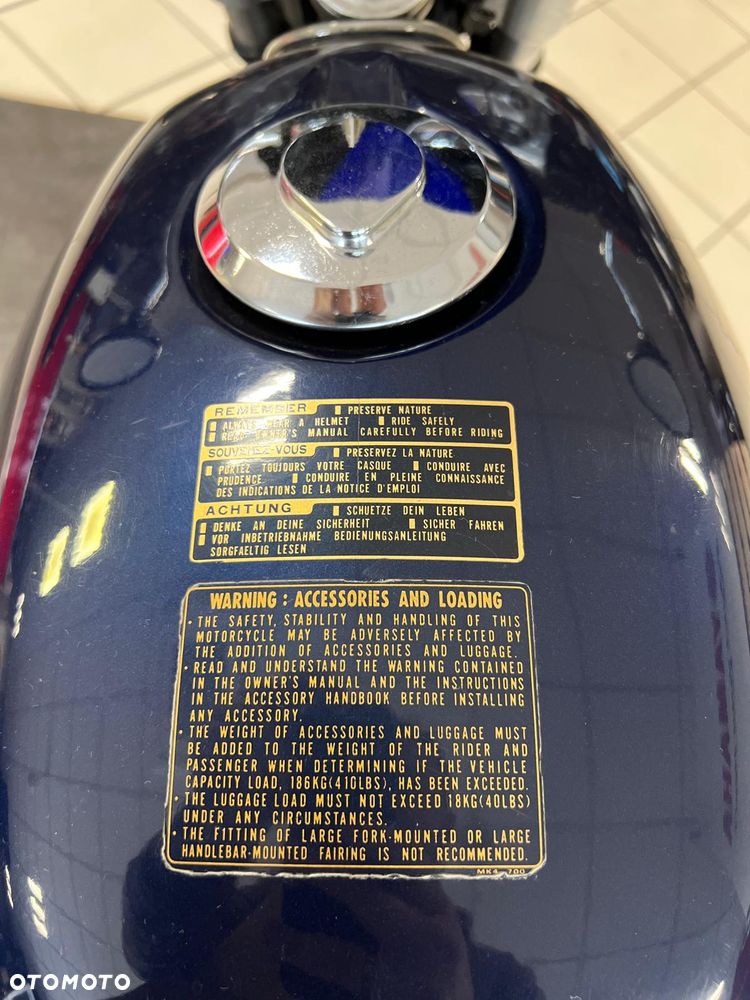 REMEMBER ■ PRESERVE NATURE
■ ALWAYS WEAR A HELMET ■ RIDE SAFELY
■ READ OWNER'S MANUAL CAREFULLY BEFORE RIDING
SOUVENEZ-VOUS ■ PRESERVEZ LA NATURE
■ PORTEZ TOUJOURS VOTRE CASQUE ■ CONDUIRE AVEC
PRUDENCE ■ CONDUIRE EN PLEINE CONNAISSANCE
DES INDICATIONS DE LA NOTICE D'EMPLOI
ACHTUNG ■ SCHUETZE DEIN LEBEN
■ DENKE AN DEINE SICHERHEIT ■ SICHER FAHREN
■ VOR INBETRIEBNAHME BEDIENUNGSANLEITUNG
SORGFAELTIG LESEN
WARNING : ACCESSORIES AND LOADING
• THE SAFETY, STABILITY AND HANDLING OF THIS
MOTORCYCLE MAY BE ADVERSELY AFFECTED BY
THE ADDITION OF ACCESSORIES AND LUGGAGE.
• READ AND UNDERSTAND THE WARNING CONTAINED
IN THE OWNER'S MANUAL AND THE INSTRUCTIONS
IN THE ACCESSORY HANDBOOK BEFORE INSTALLING
ANY ACCESSORY.
• THE WEIGHT OF ACCESSORIES AND LUGGAGE MUST
BE ADDED TO THE WEIGHT OF THE RIDER AND
PASSENGER WHEN DETERMINING IF THE VEHICLE
CAPACITY LOAD, 186KG(410LBS), HAS BEEN EXCEEDED.
• THE LUGGAGE LOAD MUST NOT EXCEED 18KG(40LBS)
UNDER ANY CIRCUMSTANCES.
• THE FITTING OF LARGE FORK-MOUNTED OR LARGE
HANDLEBAR-MOUNTED FAIRING IS NOT RECOMMENDED.
MK4 700
OTOMOTO